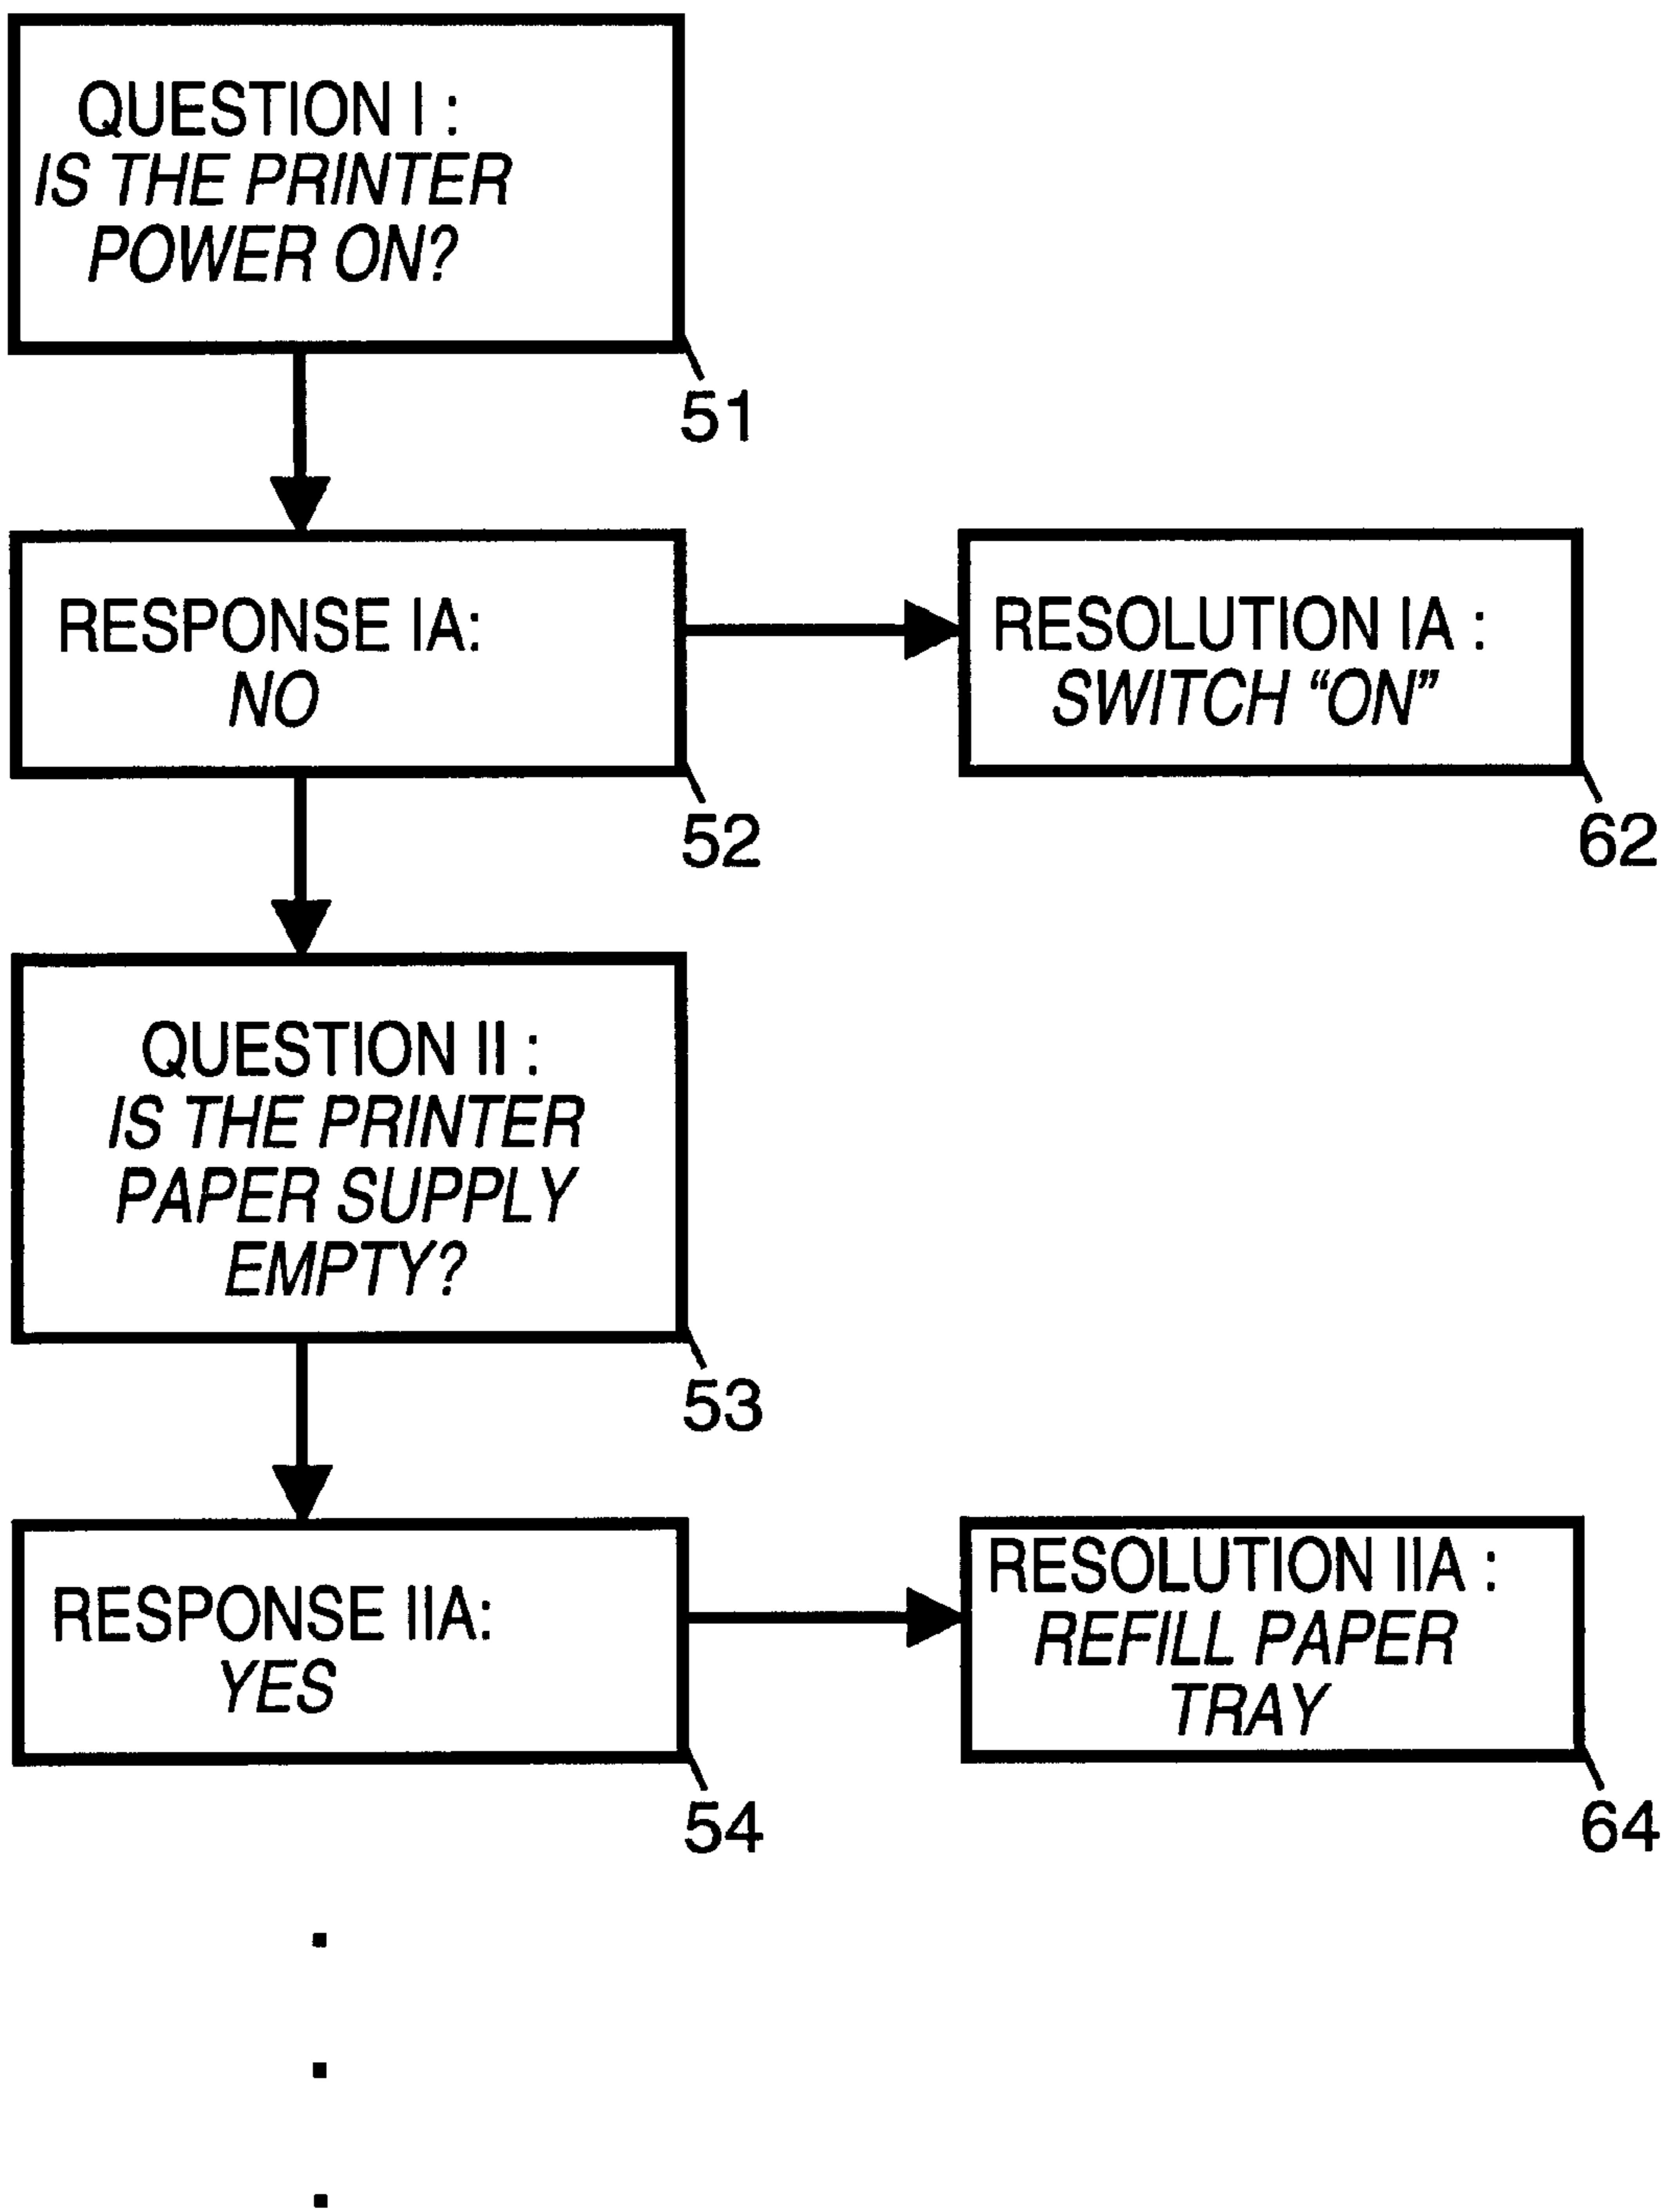 QUESTION I :
IS THE PRINTER
POWER ON?
51
RESPONSE IA:
NO
52
RESOLUTION IA :
SWITCH “ON”
62
QUESTION II :
IS THE PRINTER
PAPER SUPPLY
EMPTY?
53
RESPONSE IIA:
YES
54
RESOLUTION IIA :
REFILL PAPER
TRAY
64